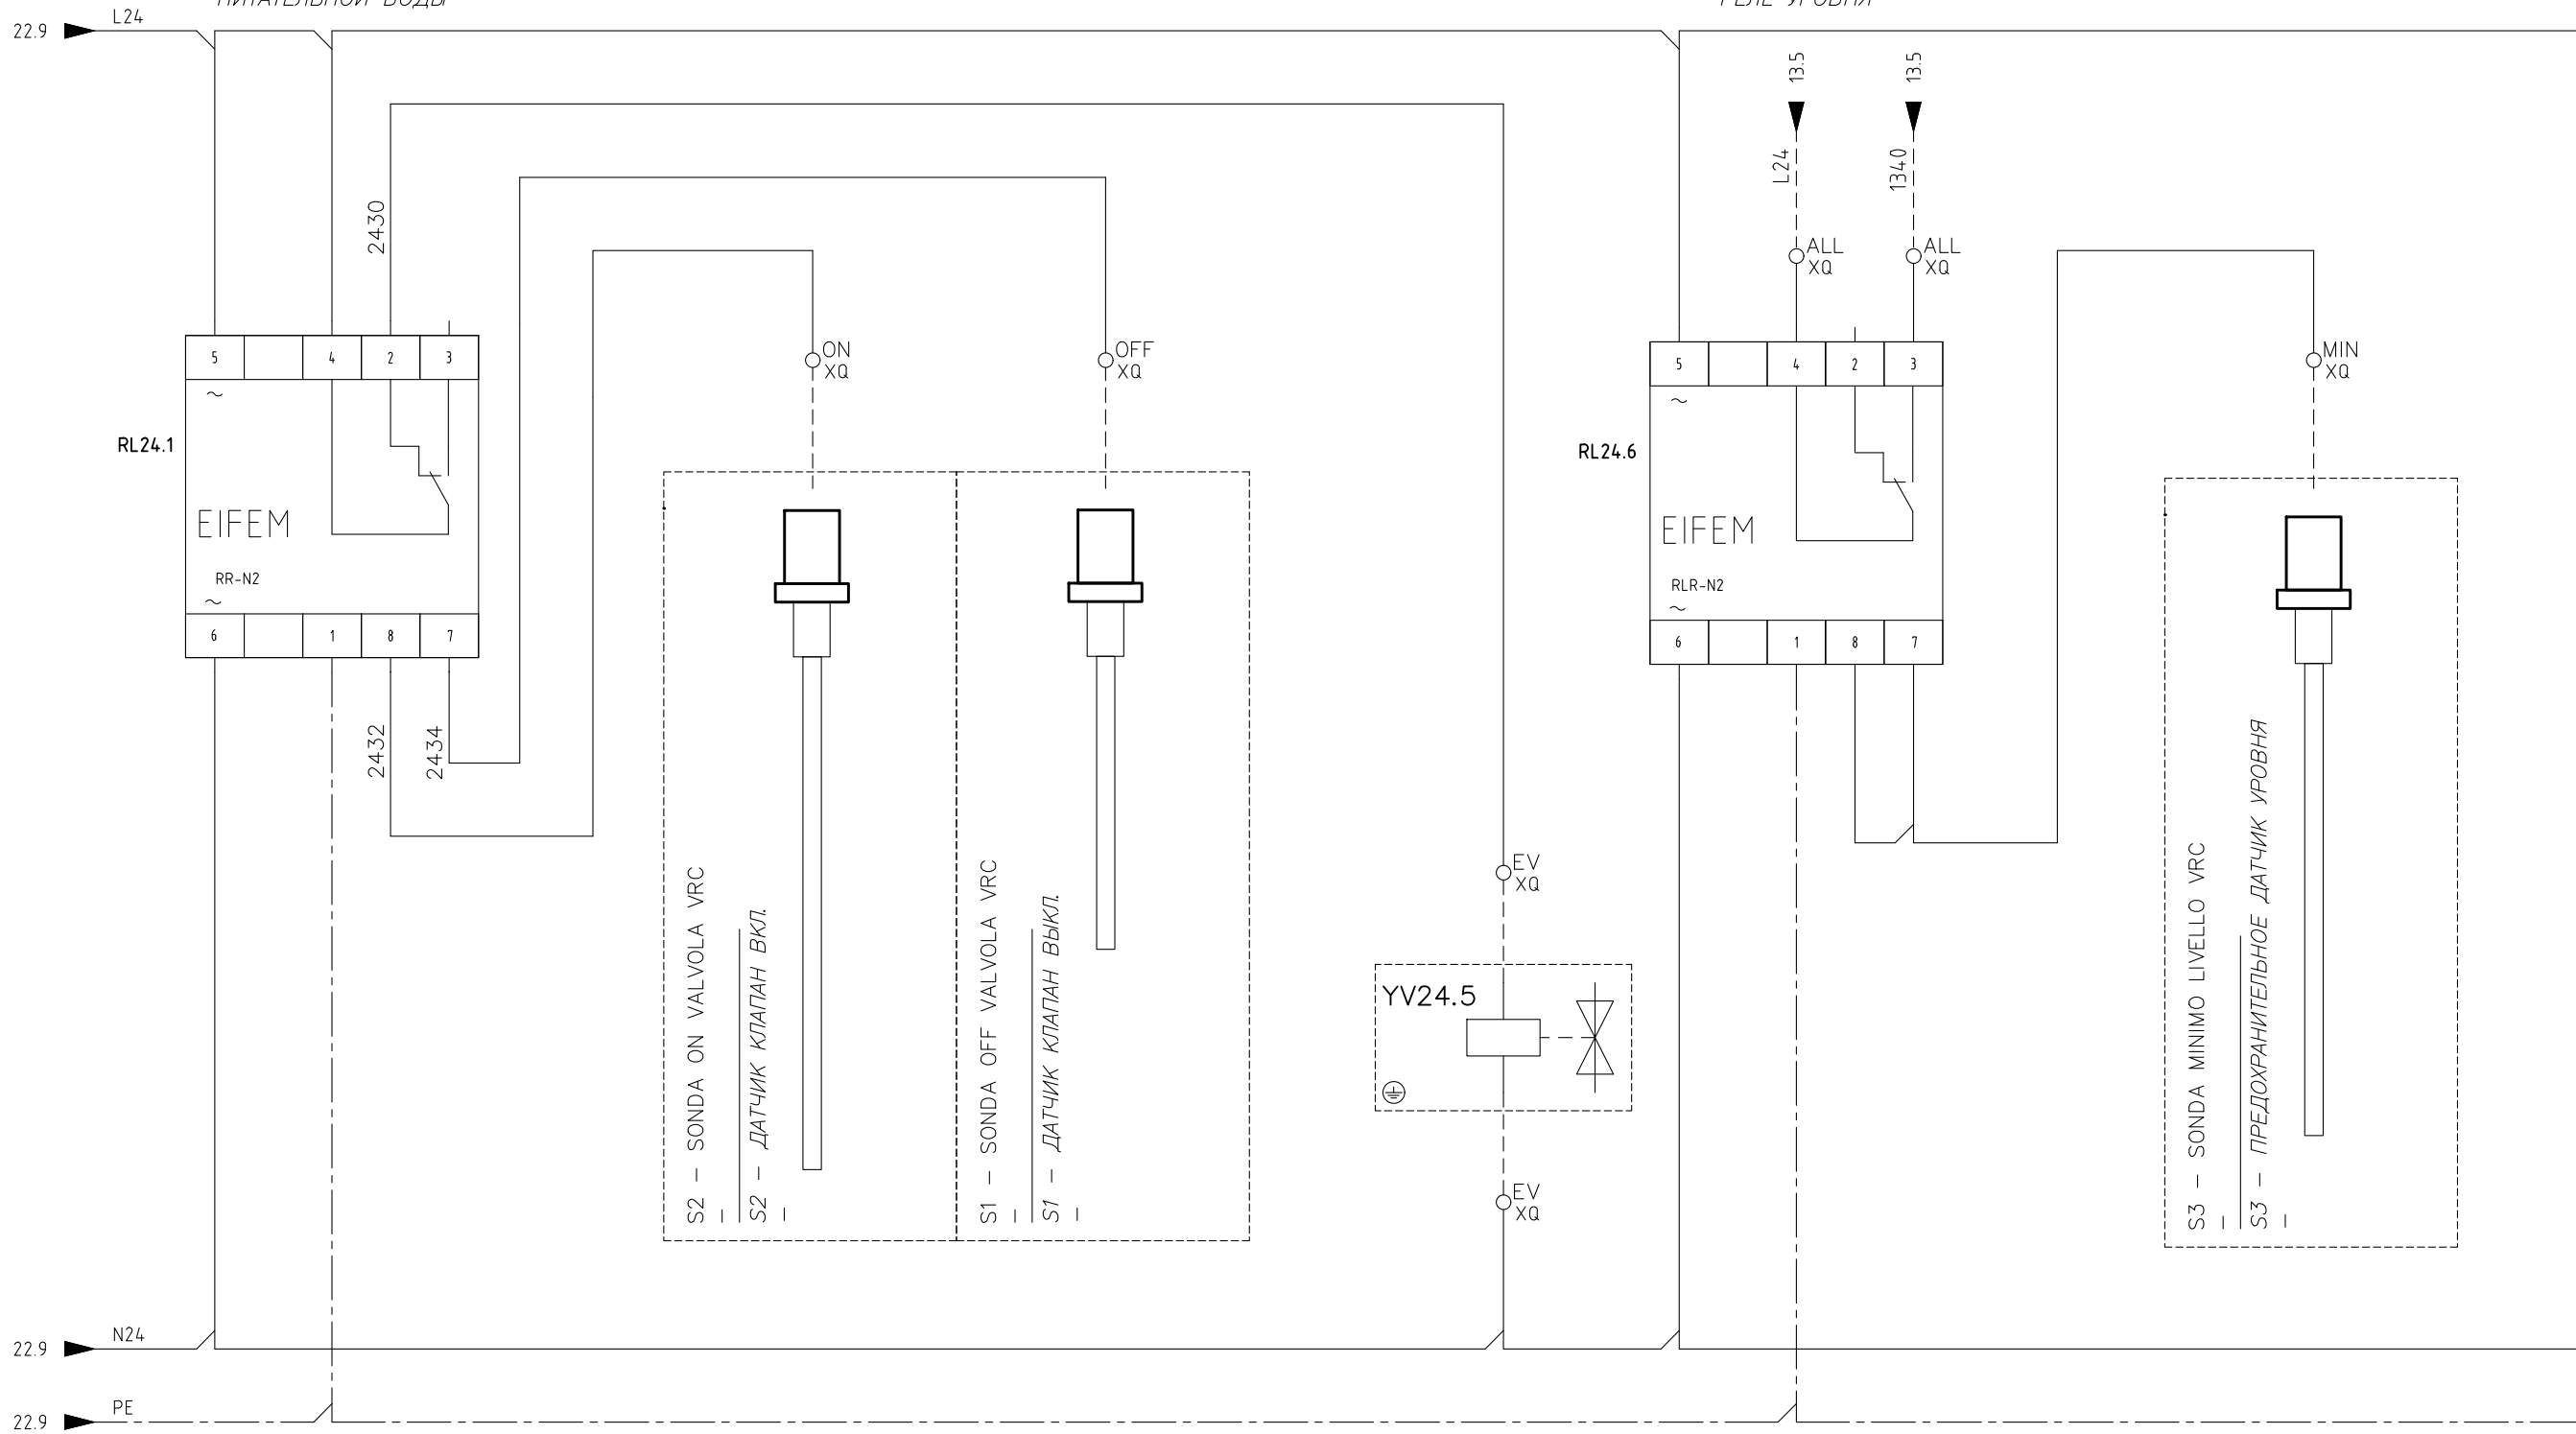 ПИТАТЕЛЬНОЙ ВОДЫ
РЕЛЕ УРОВНЯ
22.9
L24
13.5
13.5
L24
1340
2430
ALL
XQ
ALL
XQ
ON
XQ
OFF
XQ
MIN
XQ
5
4
2
3
~
RL24.1
EIFEM
RR-N2
~
6
1
8
7
2432
2434
5
4
2
3
~
RL24.6
EIFEM
RLR-N2
~
6
1
8
7
S2 - SONDA ON VALVOLA VRC
-
S2 - ДАТЧИК КЛАПАН ВКЛ.
-
S1 - SONDA OFF VALVOLA VRC
-
S1 - ДАТЧИК КЛАПАН ВЫКЛ.
-
EV
XQ
YV24.5
EV
XQ
S3 - SONDA MINIMO LIVELLO VRC
-
S3 - ПРЕДОХРАНИТЕЛЬНОЕ ДАТЧИК УРОВНЯ
-
22.9
N24
22.9
PE